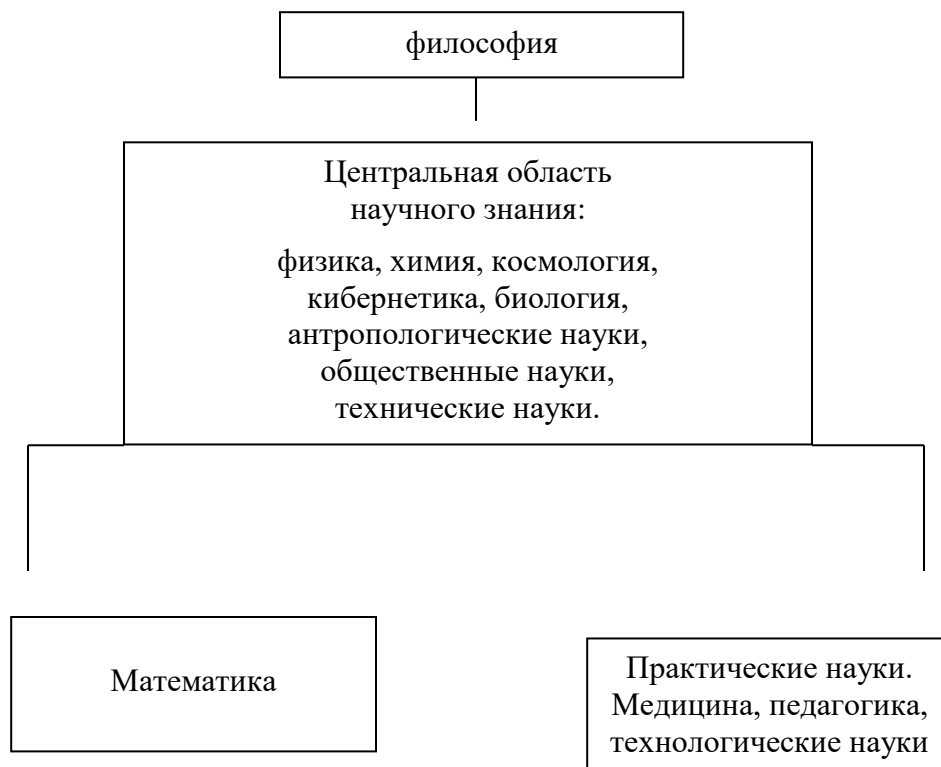 философия
Центральная область
научного знания:
физика, химия, космология,
кибернетика, биология,
антропологические науки,
общественные науки,
технические науки.
Математика
Практические науки.
Медицина, педагогика,
технологические науки